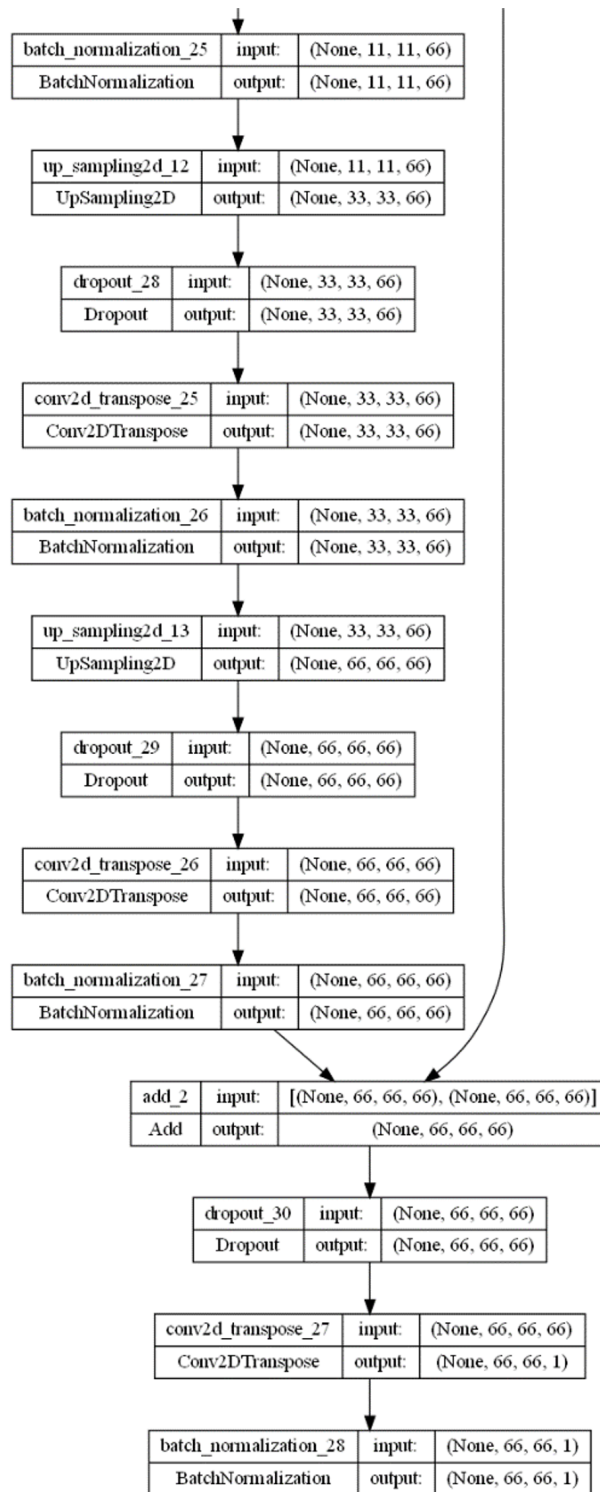 batch_normalization_25 input: (None, 11, 11, 66)
BatchNormalization output: (None, 11, 11, 66)
up_sampling2d_12 input: (None, 11, 11, 66)
UpSampling2D output: (None, 33, 33, 66)
dropout_28 input: (None, 33, 33, 66)
Dropout output: (None, 33, 33, 66)
conv2d_transpose_25 input: (None, 33, 33, 66)
Conv2DTranspose output: (None, 33, 33, 66)
batch_normalization_26 input: (None, 33, 33, 66)
BatchNormalization output: (None, 33, 33, 66)
up_sampling2d_13 input: (None, 33, 33, 66)
UpSampling2D output: (None, 66, 66, 66)
dropout_29 input: (None, 66, 66, 66)
Dropout output: (None, 66, 66, 66)
conv2d_transpose_26 input: (None, 66, 66, 66)
Conv2DTranspose output: (None, 66, 66, 66)
batch_normalization_27 input: (None, 66, 66, 66)
BatchNormalization output: (None, 66, 66, 66)
add_2 input: [(None, 66, 66, 66), (None, 66, 66, 66)]
Add output: (None, 66, 66, 66)
dropout_30 input: (None, 66, 66, 66)
Dropout output: (None, 66, 66, 66)
conv2d_transpose_27 input: (None, 66, 66, 66)
Conv2DTranspose output: (None, 66, 66, 1)
batch_normalization_28 input: (None, 66, 66, 1)
BatchNormalization output: (None, 66, 66, 1)